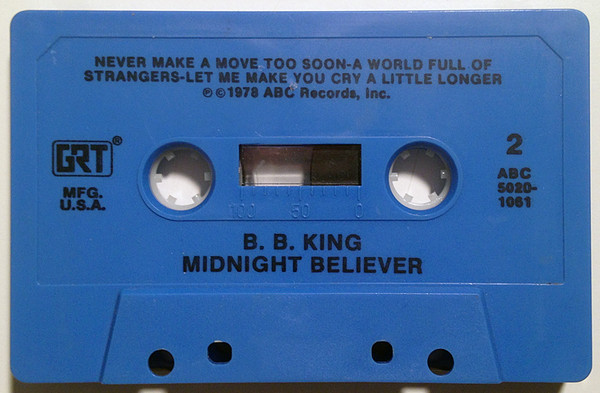 NEVER MAKE A MOVE TOO SOON-A WORLD FULL OF
STRANGERS-LET ME MAKE YOU CRY A LITTLE LONGER
℗©1978 ABC Records, Inc.
GRT®
MFG.
U.S.A.
2
ABC
5020-
1061
100 50 0
B. B. KING
MIDNIGHT BELIEVER